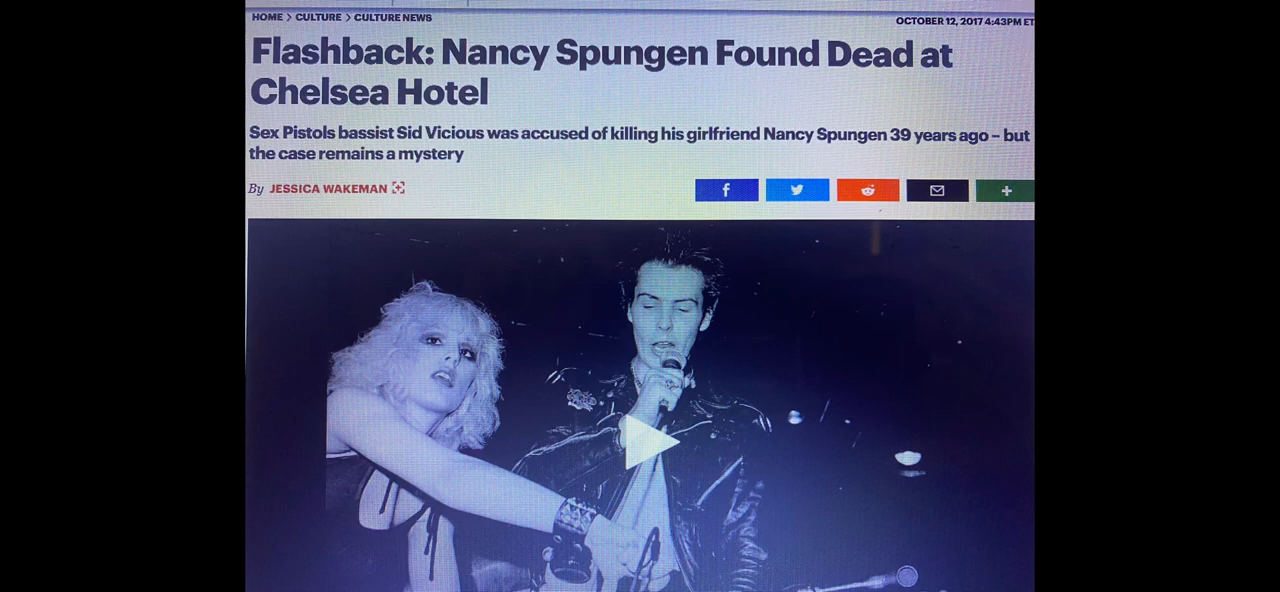 HOME > CULTURE > CULTURE NEWS
OCTOBER 12, 2017 4:43PM ET
Flashback: Nancy Spungen Found Dead at
Chelsea Hotel
Sex Pistols bassist Sid Vicious was accused of killing his girlfriend Nancy Spungen 39 years ago – but
the case remains a mystery
By JESSICA WAKEMAN